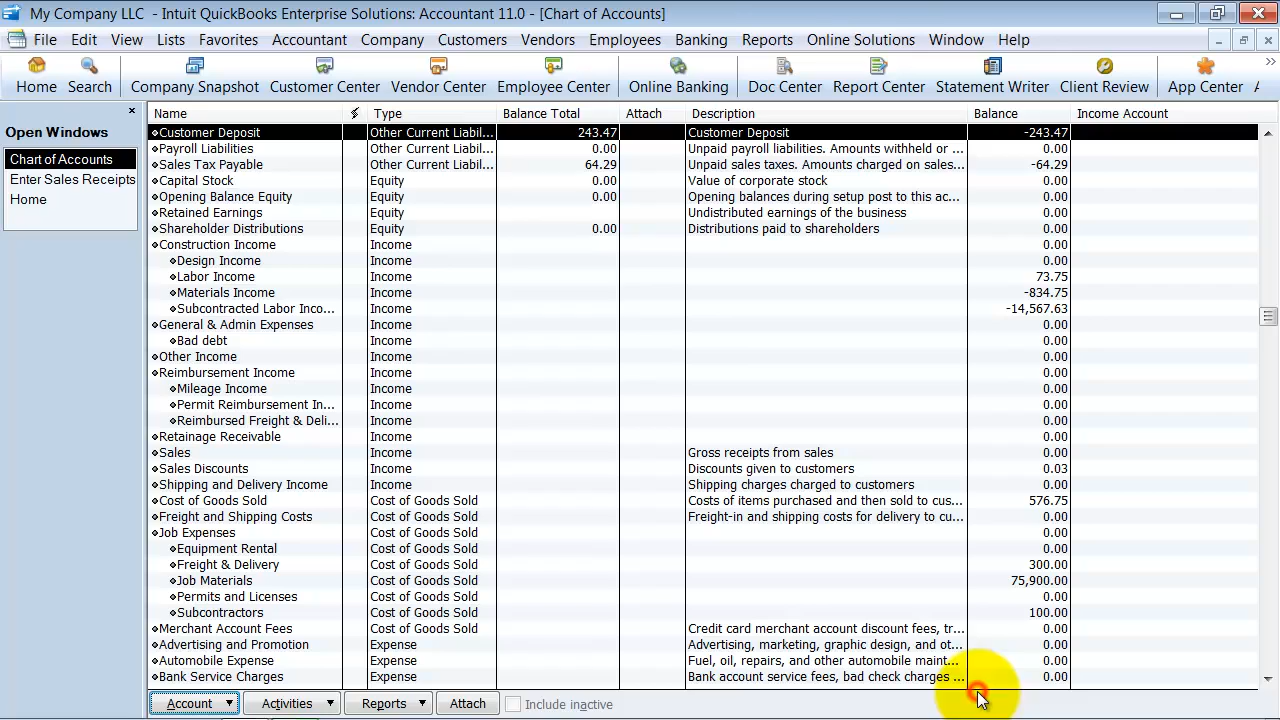 My Company LLC - Intuit QuickBooks Enterprise Solutions: Accountant 11.0 - [Chart of Accounts]
File Edit View Lists Favorites Accountant Company Customers Vendors Employees Banking Reports Online Solutions Window Help
Home Search Company Snapshot Customer Center Vendor Center Employee Center Online Banking Doc Center Report Center Statement Writer Client Review App Center
Open Windows
Chart of Accounts
Enter Sales Receipts
Home
Name Type Balance Total Attach Description Balance Income Account
Customer Deposit Other Current Liabil... 243.47 Customer Deposit -243.47
Payroll Liabilities Other Current Liabil... 0.00 Unpaid payroll liabilities. Amounts withheld or ... 0.00
Sales Tax Payable Other Current Liabil... 64.29 Unpaid sales taxes. Amounts charged on sales... -64.29
Capital Stock Equity 0.00 Value of corporate stock 0.00
Opening Balance Equity Equity 0.00 Opening balances during setup post to this ac... 0.00
Retained Earnings Equity Undistributed earnings of the business 0.00
Shareholder Distributions Equity 0.00 Distributions paid to shareholders 0.00
Construction Income Income 0.00
Design Income Income 0.00
Labor Income Income 73.75
Materials Income Income -834.75
Subcontracted Labor Inco... Income -14,567.63
General & Admin Expenses Income 0.00
Bad debt Income 0.00
Other Income Income 0.00
Reimbursement Income Income 0.00
Mileage Income Income 0.00
Permit Reimbursement In... Income 0.00
Reimbursed Freight & Deli... Income 0.00
Retainage Receivable Income 0.00
Sales Income Gross receipts from sales 0.00
Sales Discounts Income Discounts given to customers 0.03
Shipping and Delivery Income Income Shipping charges charged to customers 0.00
Cost of Goods Sold Cost of Goods Sold Costs of items purchased and then sold to cus... 576.75
Freight and Shipping Costs Cost of Goods Sold Freight-in and shipping costs for delivery to cu... 0.00
Job Expenses Cost of Goods Sold 0.00
Equipment Rental Cost of Goods Sold 0.00
Freight & Delivery Cost of Goods Sold 300.00
Job Materials Cost of Goods Sold 75,900.00
Permits and Licenses Cost of Goods Sold 0.00
Subcontractors Cost of Goods Sold 100.00
Merchant Account Fees Cost of Goods Sold Credit card merchant account discount fees, tr... 0.00
Advertising and Promotion Expense Advertising, marketing, graphic design, and ot... 0.00
Automobile Expense Expense Fuel, oil, repairs, and other automobile maint... 0.00
Bank Service Charges Expense Bank account service fees, bad check charges ... 0.00
Account Activities Reports Attach Include inactive